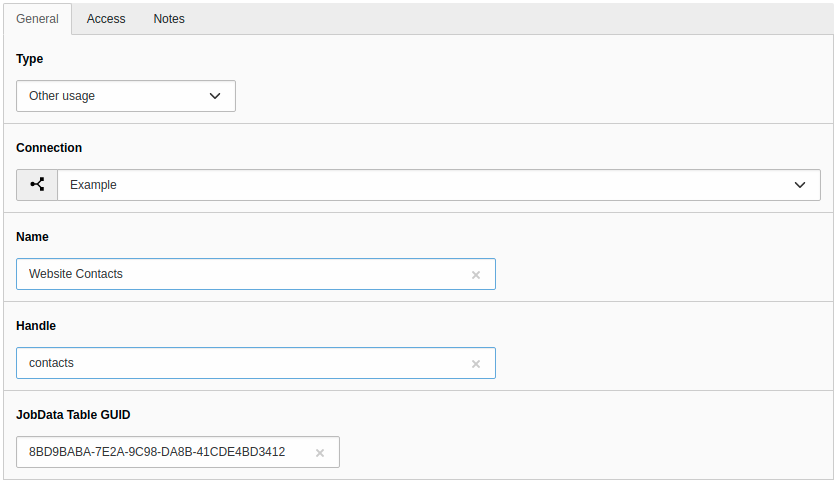 General Access Notes
Type
Other usage
Connection
Example
Name
Website Contacts
Handle
contacts
JobData Table GUID
8BD9BABA-7E2A-9C98-DA8B-41CDE4BD3412